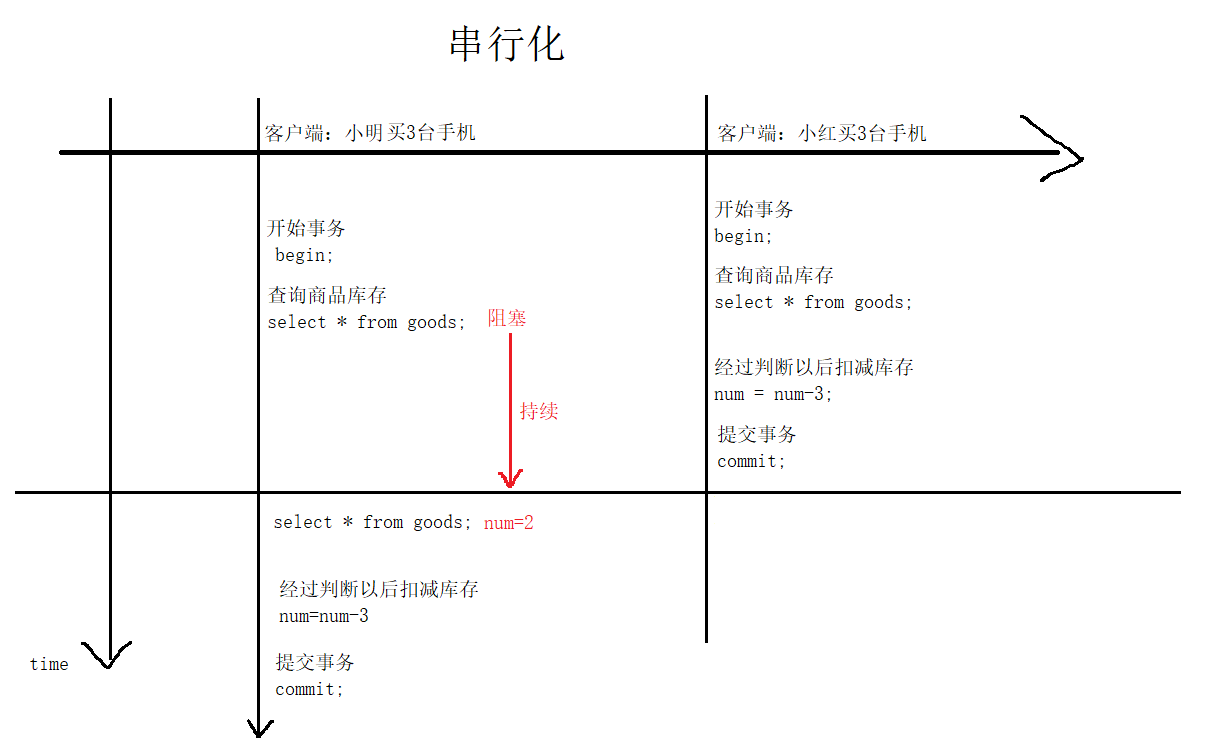 串行化
客户端：小明买3台手机
客户端：小红买3台手机
开始事务
begin;
查询商品库存
select * from goods;
阻塞
持续
开始事务
begin;
查询商品库存
select * from goods;
经过判断以后扣减库存
num = num-3;
提交事务
commit;
select * from goods; num=2
经过判断以后扣减库存
num=num-3
提交事务
commit;
time